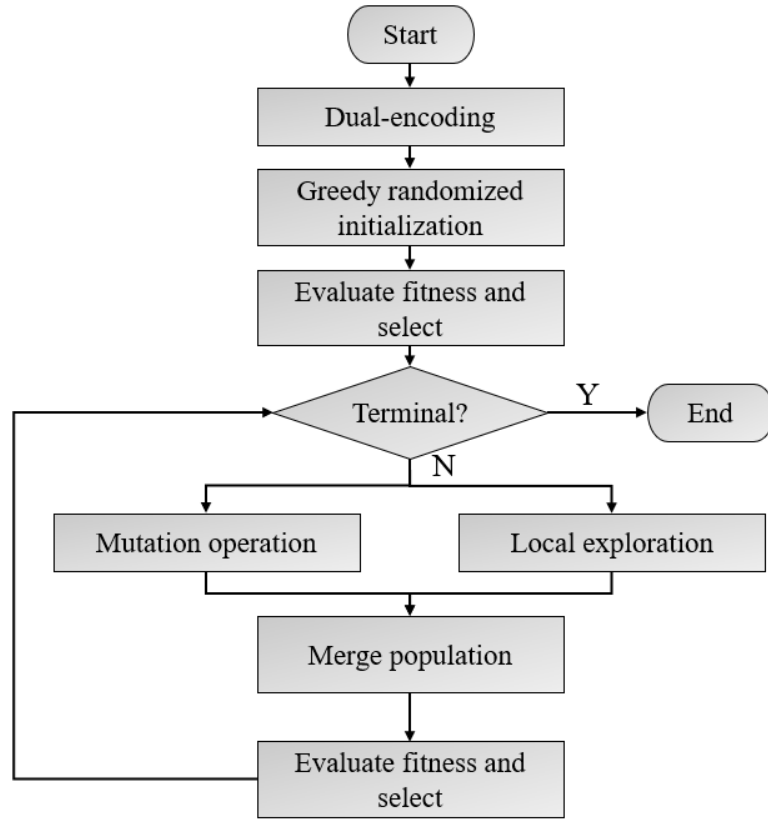 Start
Dual-encoding
Greedy randomized
initialization
Evaluate fitness and
select
Terminal?
Y
End
N
Mutation operation
Local exploration
Merge population
Evaluate fitness and
select